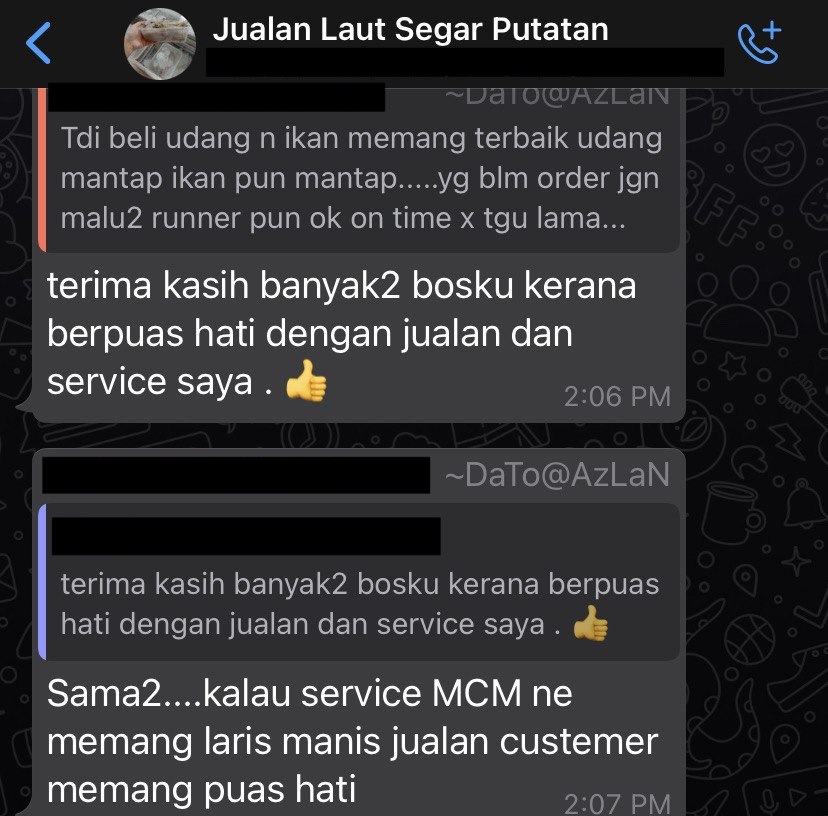 Jualan Laut Segar Putatan
~DaTo@AzLaN
Tdi beli udang n ikan memang terbaik udang
mantap ikan pun mantap.....yg blm order jgn
malu2 runner pun ok on time x tgu lama...
terima kasih banyak2 bosku kerana
berpuas hati dengan jualan dan
service saya . 👍
2:06 PM
~DaTo@AzLaN
terima kasih banyak2 bosku kerana berpuas
hati dengan jualan dan service saya . 👍
Sama2....kalau service MCM ne
memang laris manis jualan custemer
memang puas hati
2:07 PM